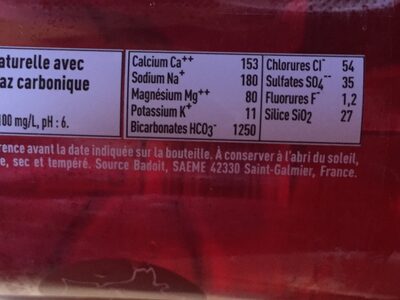 aturelle avec
az carbonique
100 mg/L, pH : 6.
Calcium Ca++ 153
Sodium Na+ 180
Magnésium Mg++ 80
Potassium K+ 11
Bicarbonates HCO3- 1250
Chlorures Cl- 54
Sulfates SO4-- 35
Fluorures F- 1,2
Silice SiO2 27
rence avant la date indiquée sur la bouteille. À conserver à l'abri du soleil,
e, sec et tempéré. Source Badoit, SAEME 42330 Saint-Galmier, France.